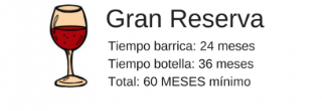 Gran Reserva
Tiempo barrica: 24 meses
Tiempo botella: 36 meses
Total: 60 MESES mínimo